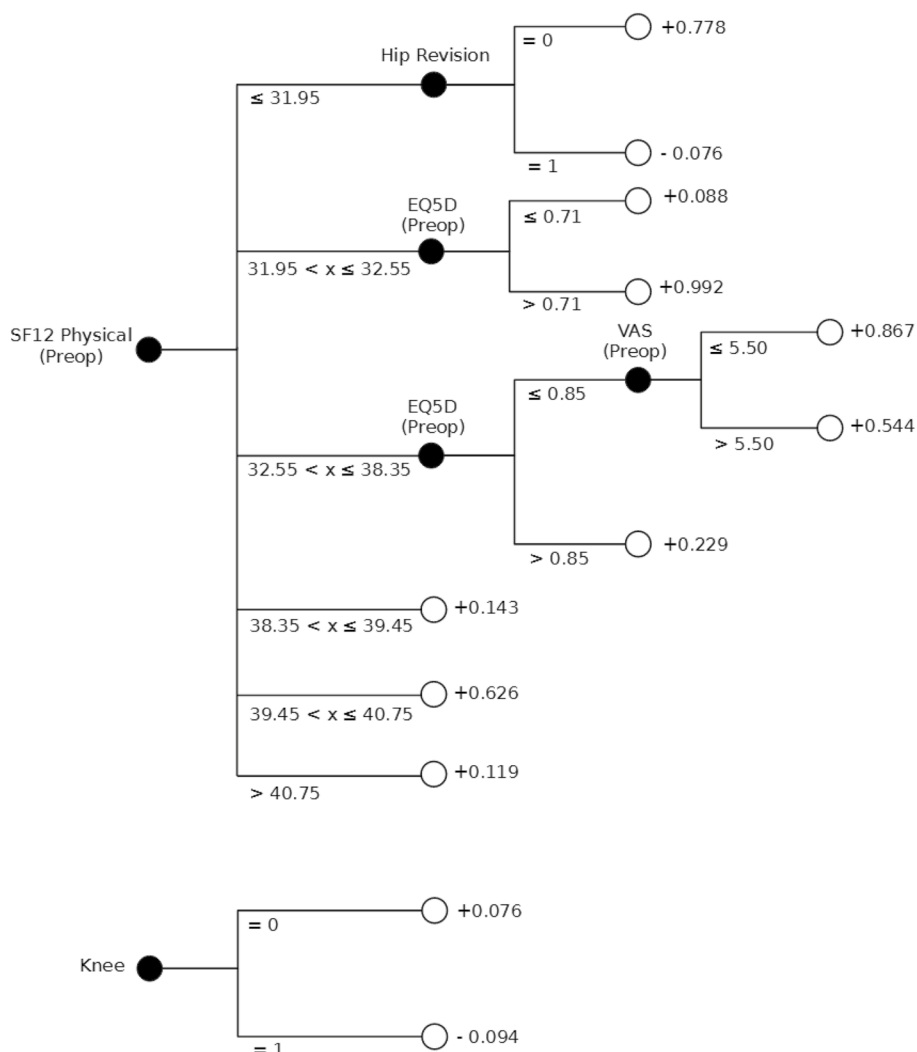 Hip Revision
= 0
+0.778
≤ 31.95
= 1
- 0.076
EQ5D
(Preop)
≤ 0.71
+0.088
31.95 < x ≤ 32.55
> 0.71
+0.992
SF12 Physical
(Preop)
VAS
(Preop)
≤ 5.50
+0.867
EQ5D
(Preop)
≤ 0.85
> 5.50
+0.544
32.55 < x ≤ 38.35
> 0.85
+0.229
38.35 < x ≤ 39.45
+0.143
39.45 < x ≤ 40.75
+0.626
> 40.75
+0.119
Knee
= 0
+0.076
= 1
- 0.094